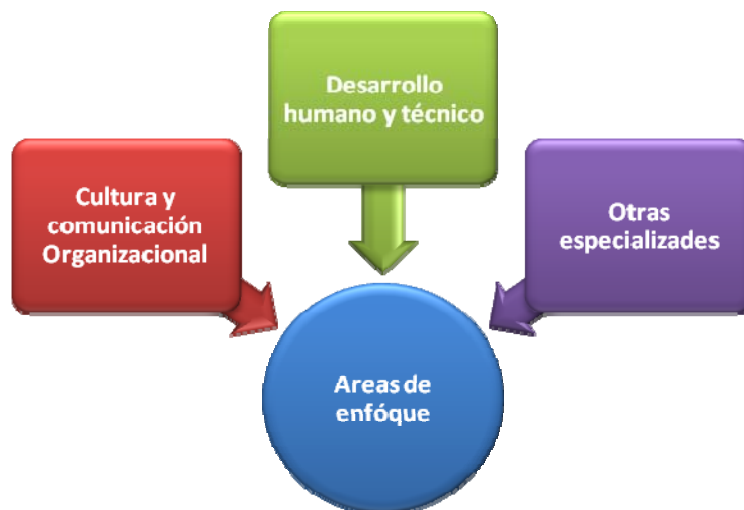 Desarrollo
humano y técnico
Cultura y
comunicación
Organizacional
Otras
especializades
Areas de
enfóque